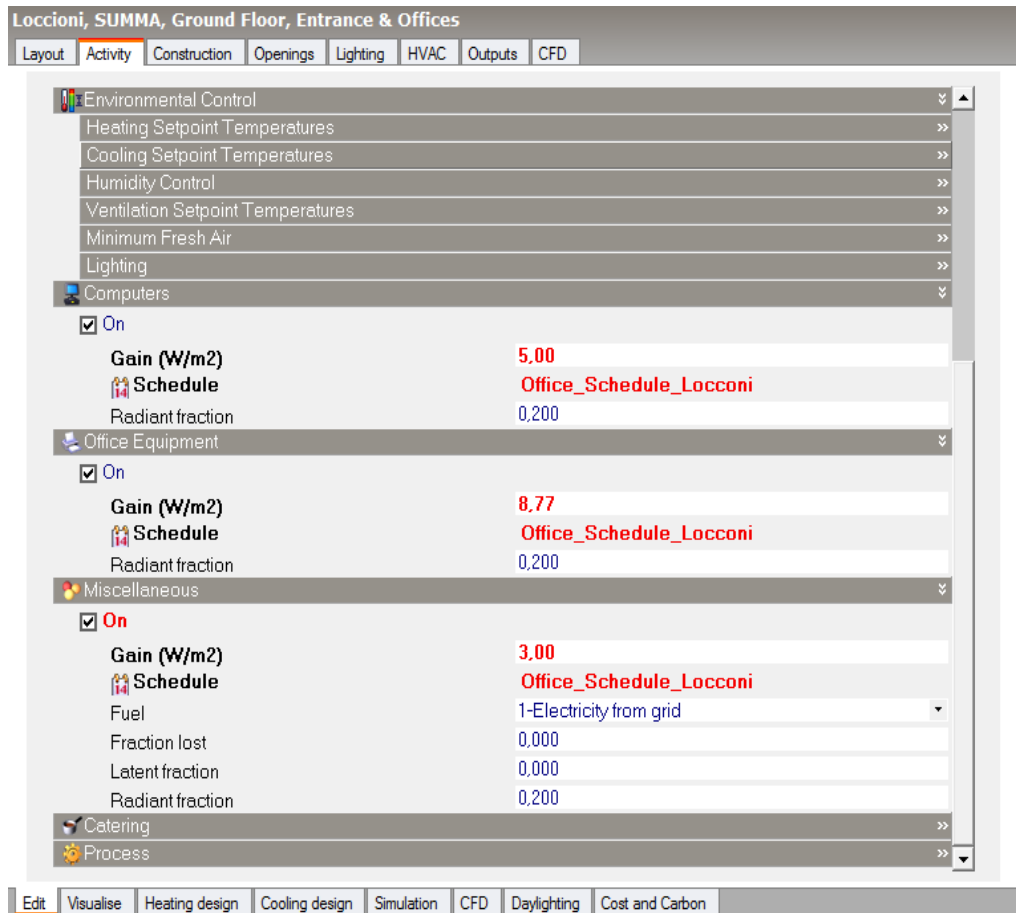 Loccioni, SUMMA, Ground Floor, Entrance & Offices
Layout Activity Construction Openings Lighting HVAC Outputs CFD
Environmental Control
Heating Setpoint Temperatures
Cooling Setpoint Temperatures
Humidity Control
Ventilation Setpoint Temperatures
Minimum Fresh Air
Lighting
Computers
On
Gain (W/m2) 5,00
14 Schedule Office_Schedule_Locconi
Radiant fraction 0,200
Office Equipment
On
Gain (W/m2) 8,77
14 Schedule Office_Schedule_Locconi
Radiant fraction 0,200
Miscellaneous
On
Gain (W/m2) 3,00
14 Schedule Office_Schedule_Locconi
Fuel 1-Electricity from grid
Fraction lost 0,000
Latent fraction 0,000
Radiant fraction 0,200
Catering
Process
Edit Visualise Heating design Cooling design Simulation CFD Daylighting Cost and Carbon